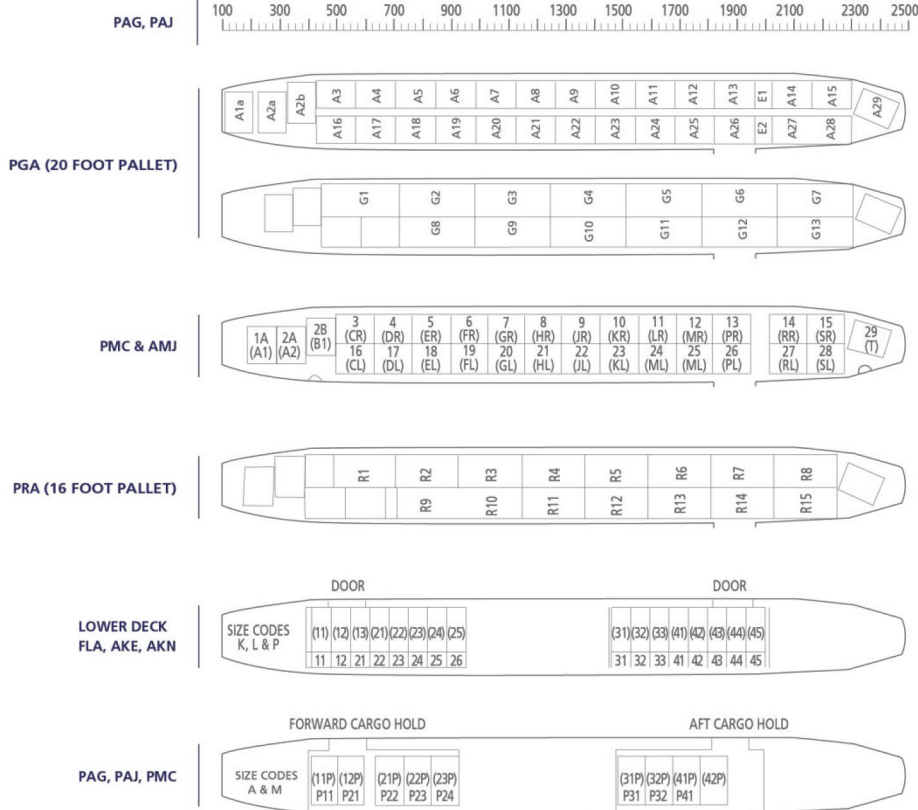 PAG, PAJ
100 300 500 700 900 1100 1300 1500 1700 1900 2100 2300 2500
PGA (20 FOOT PALLET)
A1a A2a A2b A3 A4 A5 A6 A7 A8 A9 A10 A11 A12 A13 E1 A14 A15 A29
A16 A17 A18 A19 A20 A21 A22 A23 A24 A25 A26 E2 A27 A28
G1 G2 G3 G4 G5 G6 G7
G8 G9 G10 G11 G12 G13
PMC & AMJ
1A 2A 2B 3 4 5 6 7 8 9 10 11 12 13 14 15 29
(A1) (A2) (B1) (CR) (DR) (ER) (FR) (GR) (HR) (JR) (KR) (LR) (MR) (PR) (RR) (SR) (T)
16 17 18 19 20 21 22 23 24 25 26 27 28
(CL) (DL) (EL) (FL) (GL) (HL) (JL) (KL) (ML) (ML) (PL) (RL) (SL)
PRA (16 FOOT PALLET)
R1 R2 R3 R4 R5 R6 R7 R8
R9 R10 R11 R12 R13 R14 R15
DOOR DOOR
LOWER DECK
FLA, AKE, AKN
SIZE CODES
K, L & P
(11) (12) (13) (21) (22) (23) (24) (25) (31) (32) (33) (41) (42) (43) (44) (45)
11 12 21 22 23 24 25 26 31 32 33 41 42 43 44 45
FORWARD CARGO HOLD AFT CARGO HOLD
PAG, PAJ, PMC
SIZE CODES
A & M
(11P) (12P) (21P) (22P) (23P) (31P) (32P) (41P) (42P)
P11 P21 P22 P23 P24 P31 P32 P41